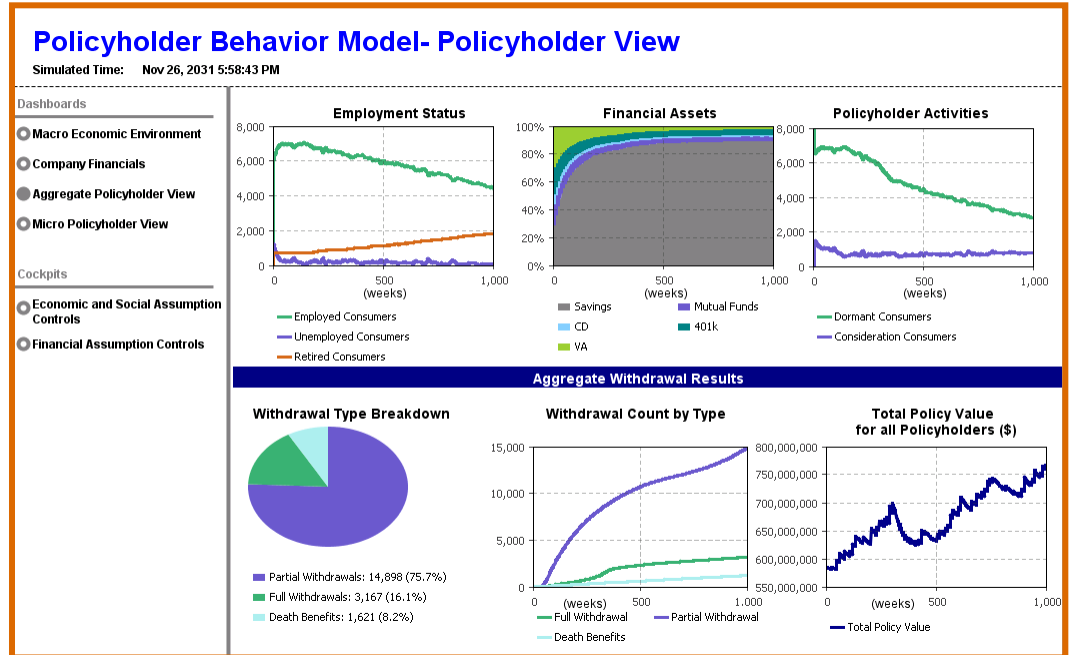 Policyholder Behavior Model- Policyholder View
Simulated Time: Nov 26, 2031 5:58:43 PM
Dashboards
Macro Economic Environment
Company Financials
Aggregate Policyholder View
Micro Policyholder View
Cockpits
Economic and Social Assumption
Controls
Financial Assumption Controls
Employment Status
8,000
6,000
4,000
2,000
0
0 500 1,000
(weeks)
Employed Consumers
Unemployed Consumers
Retired Consumers
Financial Assets
100%
80%
60%
40%
20%
0%
0 500 1,000
(weeks)
Savings Mutual Funds
CD 401k
VA
Policyholder Activities
8,000
6,000
4,000
2,000
0
0 500 1,000
(weeks)
Dormant Consumers
Consideration Consumers
Aggregate Withdrawal Results
Withdrawal Type Breakdown
Partial Withdrawals: 14,898 (75.7%)
Full Withdrawals: 3,167 (16.1%)
Death Benefits: 1,621 (8.2%)
Withdrawal Count by Type
15,000
10,000
5,000
0
0 500 1.000
(weeks)
Full Withdrawal Partial Withdrawal
Death Benefits
Total Policy Value
for all Policyholders ($)
800,000,000
750,000,000
700,000,000
650,000,000
600,000,000
550,000,000
0 500 1,000
(weeks)
Total Policy Value